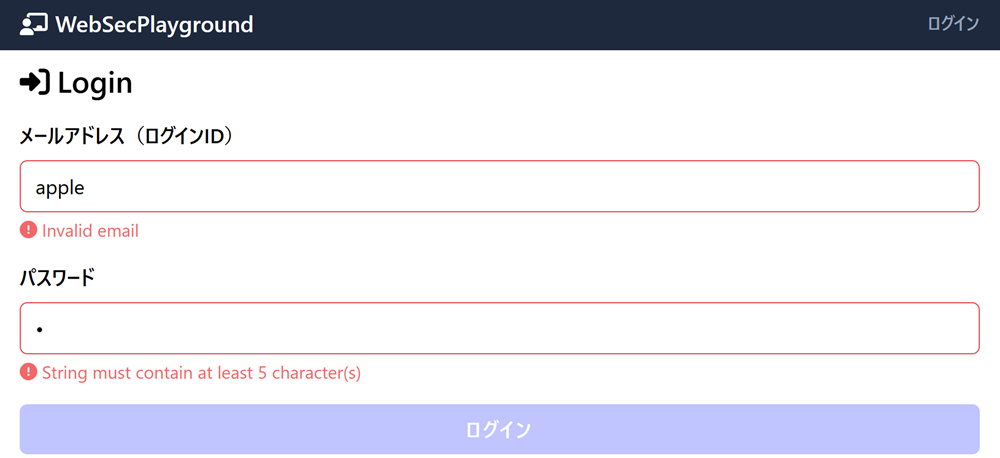 WebSecPlayground
ログイン
Login
メールアドレス（ログインID）
apple
Invalid email
パスワード
•
String must contain at least 5 character(s)
ログイン